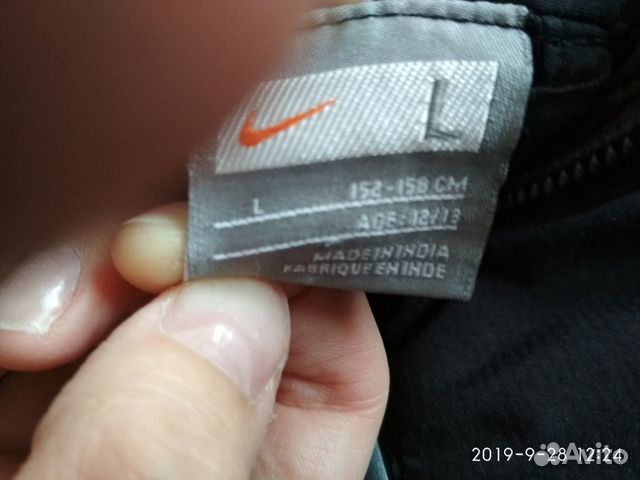 L
L 152-158 CM
AGE: 12/13
MADE IN INDIA
FABRIQUE EN INDE
2019-9-28 12:24
Avito